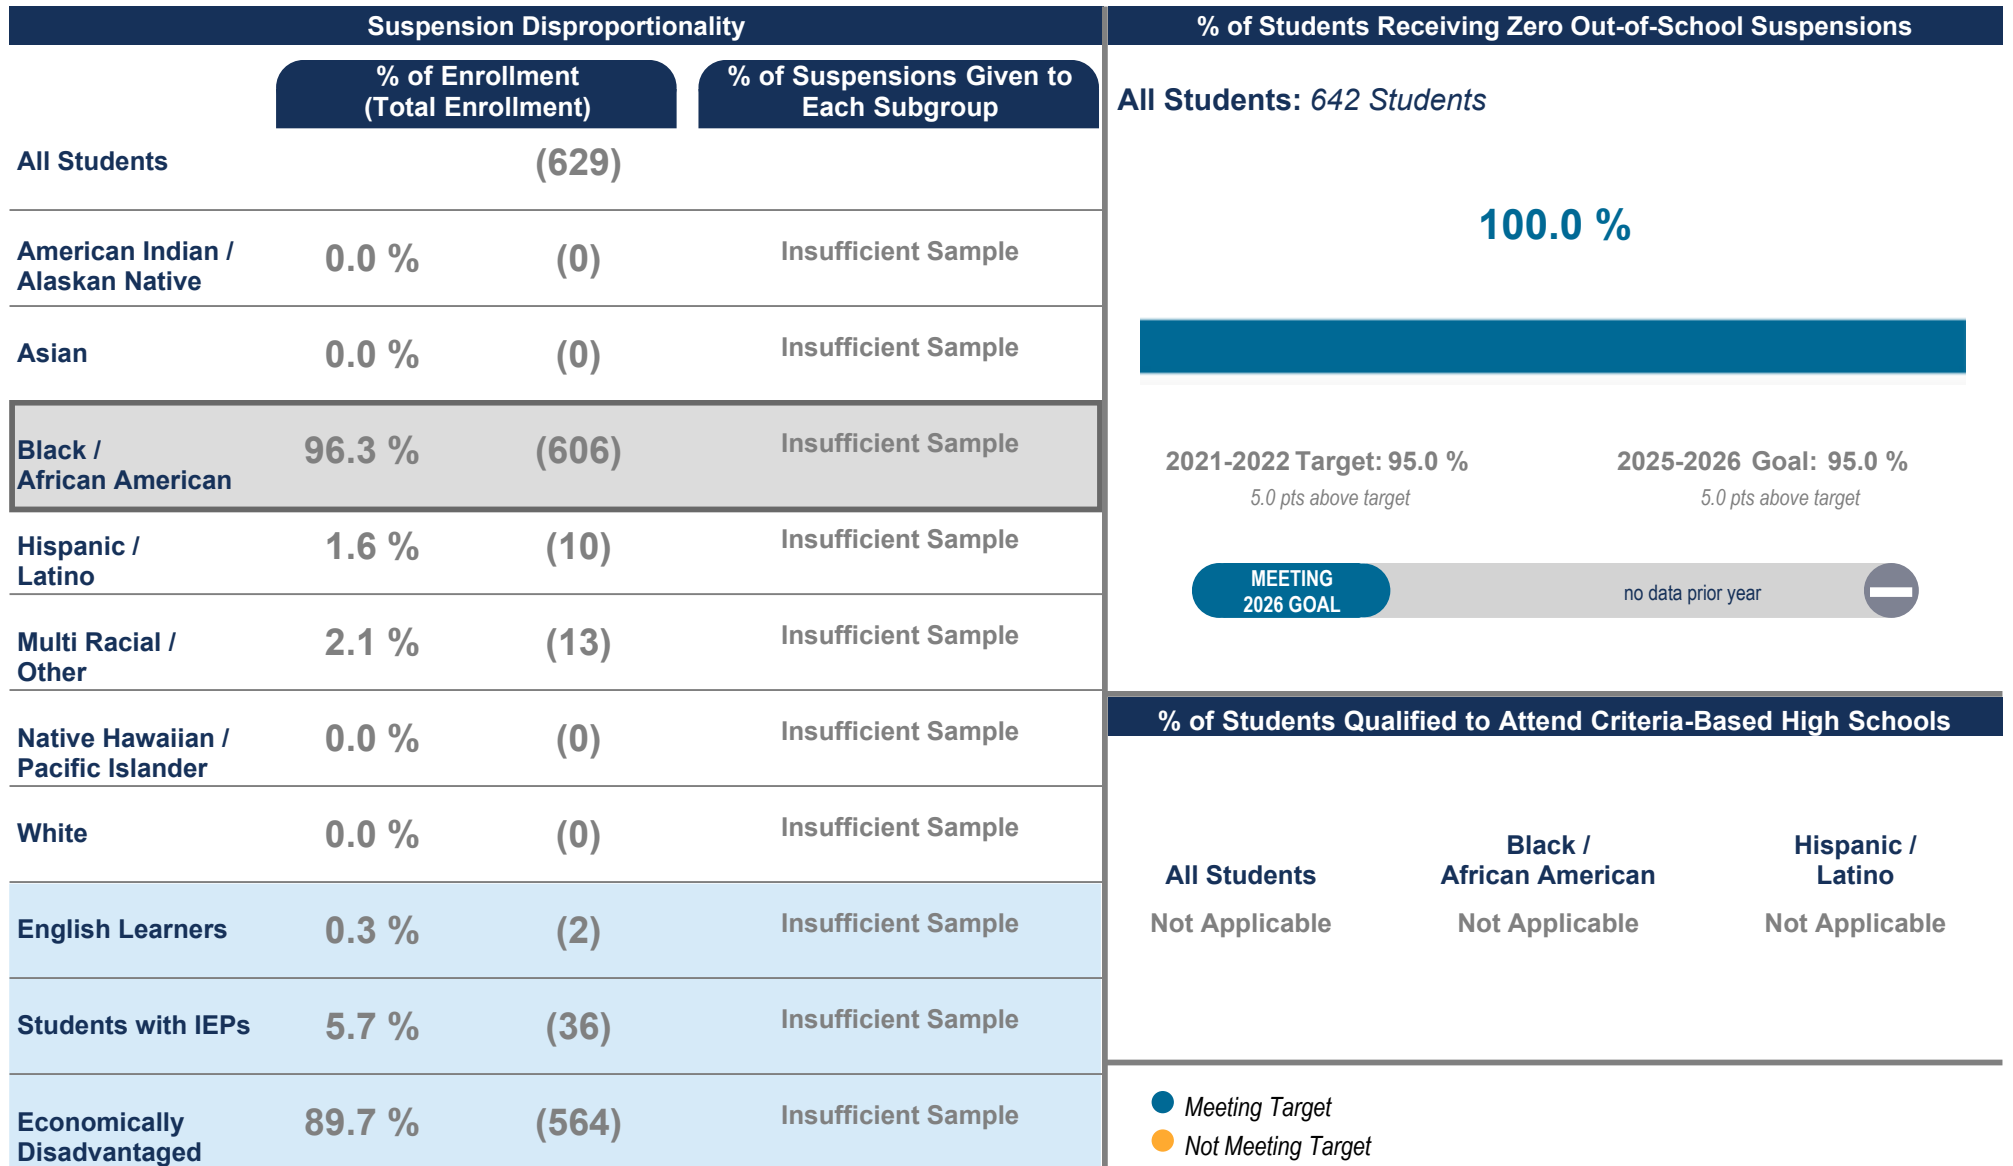 Suspension Disproportionality
% of Enrollment
(Total Enrollment)
% of Suspensions Given to
Each Subgroup
All Students
(629)
American Indian /
Alaskan Native
0.0 %
(0)
Insufficient Sample
Asian
0.0 %
(0)
Insufficient Sample
Black /
African American
96.3 %
(606)
Insufficient Sample
Hispanic /
Latino
1.6 %
(10)
Insufficient Sample
Multi Racial /
Other
2.1 %
(13)
Insufficient Sample
Native Hawaiian /
Pacific Islander
0.0 %
(0)
Insufficient Sample
White
0.0 %
(0)
Insufficient Sample
English Learners
0.3 %
(2)
Insufficient Sample
Students with IEPs
5.7 %
(36)
Insufficient Sample
Economically
Disadvantaged
89.7 %
(564)
Insufficient Sample
% of Students Receiving Zero Out-of-School Suspensions
All Students: 642 Students
100.0 %
2021-2022 Target: 95.0 %
5.0 pts above target
2025-2026 Goal: 95.0 %
5.0 pts above target
MEETING
2026 GOAL
no data prior year
% of Students Qualified to Attend Criteria-Based High Schools
All Students
Not Applicable
Black /
African American
Not Applicable
Hispanic /
Latino
Not Applicable
Meeting Target
Not Meeting Target